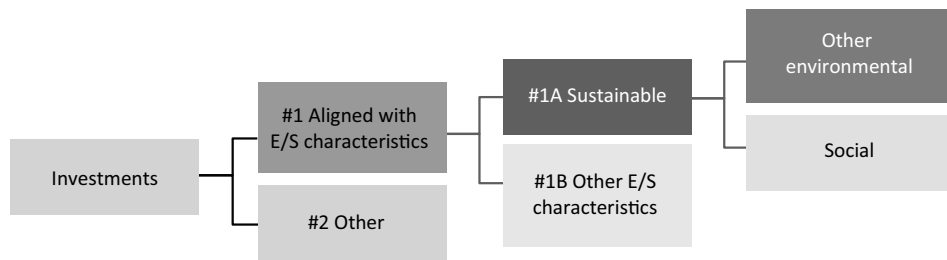 Investments
#1 Aligned with
E/S characteristics
#2 Other
#1A Sustainable
#1B Other E/S
characteristics
Other
environmental
Social